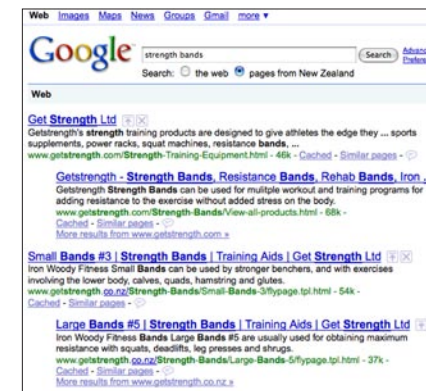 Web Images Maps News Groups Gmail more ▼
Google
strength bands
Search
Search: the web pages from New Zealand
Web
Get Strength Ltd
Getstrength's strength training products are designed to give athletes the edge they ... sports
supplements, power racks, squat machines, resistance bands, ...
www.getstrength.com/Strength-Training-Equipment.html - 46k - Cached - Similar pages -
Getstrength - Strength Bands, Resistance Bands, Rehab Bands, Iron
Getstrength Strength Bands can be used for mulitple workout and training programs for
adding resistance to the exercise without added stress on the body.
www.getstrength.com/Strength-Bands/View-all-products.html - 68k -
Cached - Similar pages -
More results from www.getstrength.com »
Small Bands #3 | Strength Bands | Training Aids | Get Strength Ltd
Iron Woody Fitness Small Bands can be used by stronger benchers, and with exercises
involving the lower body, calves, quads, hamstring and glutes.
www.getstrength.co.nz/Strength-Bands/Small-Bands-3/flypage.tpl.html - 54k -
Cached - Similar pages -
Large Bands #5 | Strength Bands | Training Aids | Get Strength Ltd
Iron Woody Fitness Bands Large Bands #5 are usually used for obtaining maximum
resistance with squats, deadlifts, leg presses and shrugs.
www.getstrength.co.nz/Strength-Bands/Large-Bands-5/flypage.tpl.html - 37k -
Cached - Similar pages -
More results from www.getstrength.co.nz »